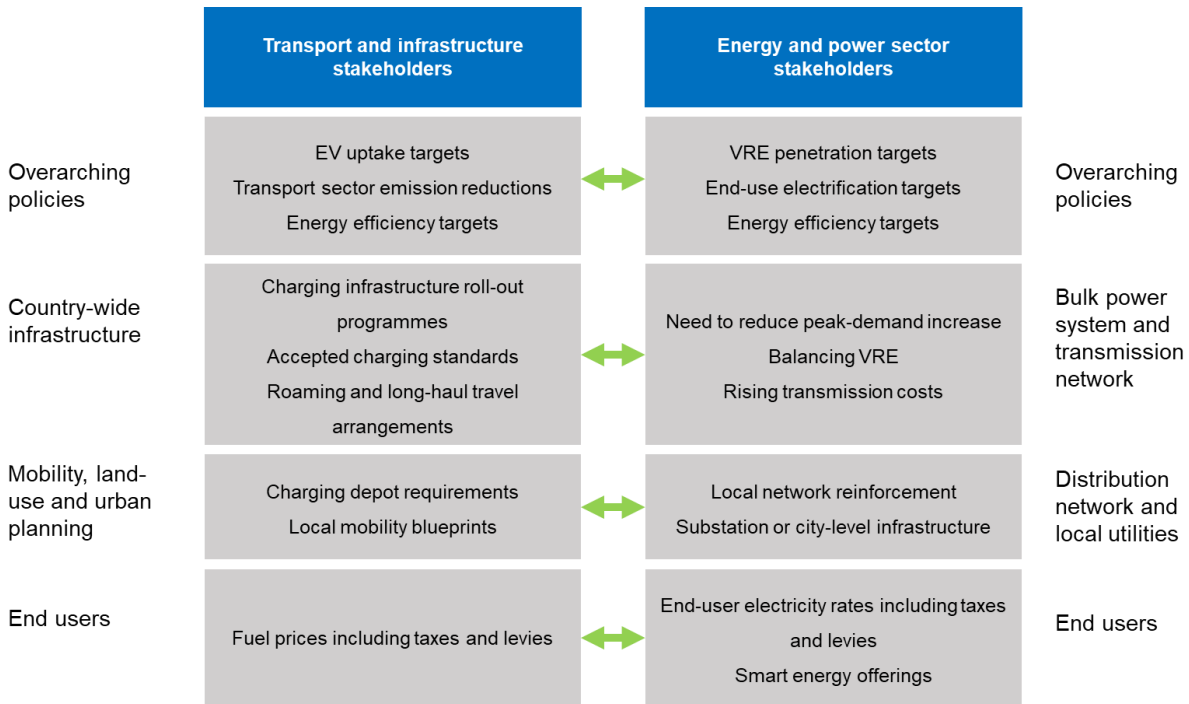 Transport and infrastructure
stakeholders
Energy and power sector
stakeholders
Overarching
policies
EV uptake targets
Transport sector emission reductions
Energy efficiency targets
VRE penetration targets
End-use electrification targets
Energy efficiency targets
Overarching
policies
Country-wide
infrastructure
Charging infrastructure roll-out
programmes
Accepted charging standards
Roaming and long-haul travel
arrangements
Need to reduce peak-demand increase
Balancing VRE
Rising transmission costs
Bulk power
system and
transmission
network
Mobility, land-
use and urban
planning
Charging depot requirements
Local mobility blueprints
Local network reinforcement
Substation or city-level infrastructure
Distribution
network and
local utilities
End users
Fuel prices including taxes and levies
End-user electricity rates including taxes
and levies
Smart energy offerings
End users